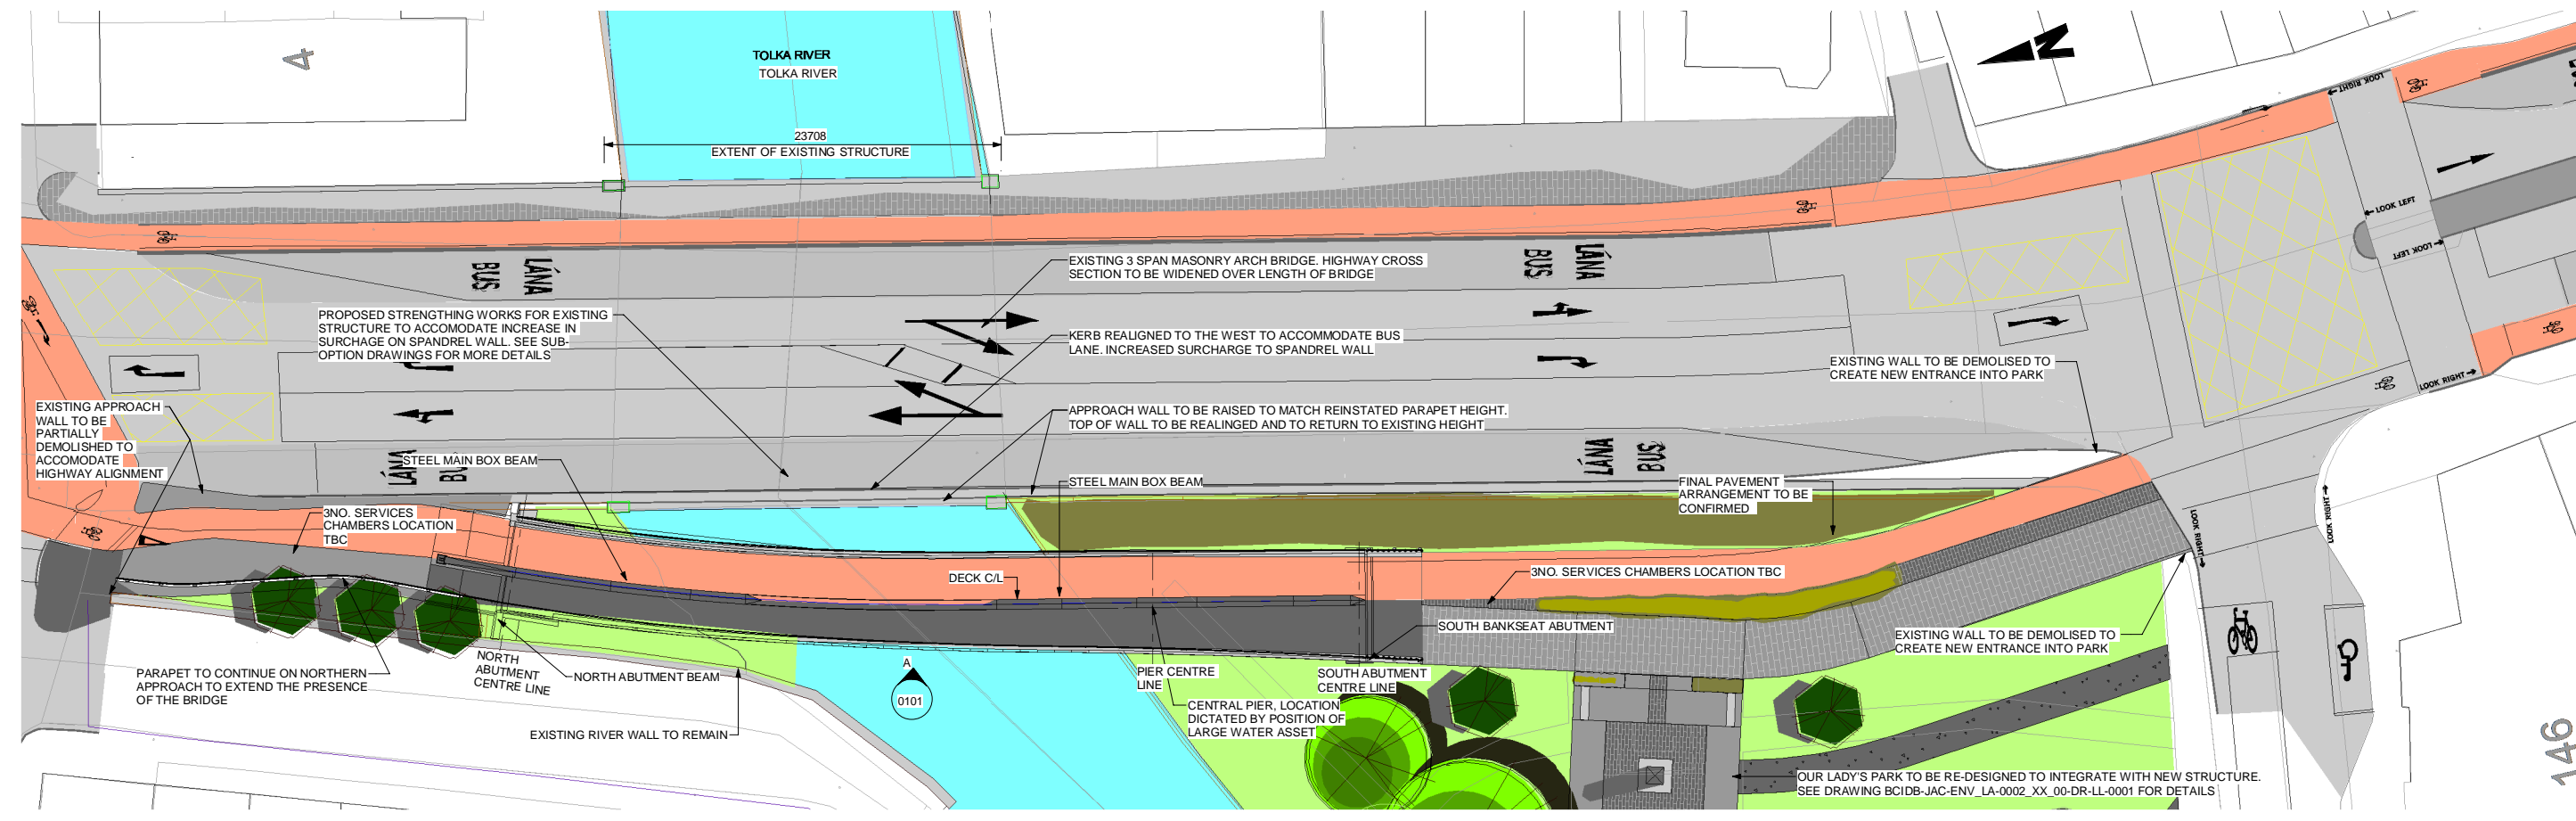 TOLKA RIVER
TOLKA RIVER
4
N
23708
EXTENT OF EXISTING STRUCTURE
LOOK RIGHT
LOOK RIGHT
LOOK LEFT
LOOK LEFT
LÁNA
BUS
LÁNA
BUS
EXISTING 3 SPAN MASONRY ARCH BRIDGE. HIGHWAY CROSS
SECTION TO BE WIDENED OVER LENGTH OF BRIDGE
PROPOSED STRENGTHING WORKS FOR EXISTING
STRUCTURE TO ACCOMODATE INCREASE IN
SURCHAGE ON SPANDREL WALL. SEE SUB-
OPTION DRAWINGS FOR MORE DETAILS
KERB REALIGNED TO THE WEST TO ACCOMMODATE BUS
LANE. INCREASED SURCHARGE TO SPANDREL WALL
EXISTING WALL TO BE DEMOLISED TO
CREATE NEW ENTRANCE INTO PARK
LOOK RIGHT
EXISTING APPROACH
WALL TO BE
PARTIALLY
DEMOLISHED TO
ACCOMODATE
HIGHWAY ALIGNMENT
APPROACH WALL TO BE RAISED TO MATCH REINSTATED PARAPET HEIGHT.
TOP OF WALL TO BE REALINGED AND TO RETURN TO EXISTING HEIGHT
LÁNA
BUS
LÁNA
BUS
STEEL MAIN BOX BEAM
STEEL MAIN BOX BEAM
FINAL PAVEMENT
ARRANGEMENT TO BE
CONFIRMED
3NO. SERVICES
CHAMBERS LOCATION
TBC
LOOK RIGHT
LOOK RIGHT
DECK C/L
3NO. SERVICES CHAMBERS LOCATION TBC
SOUTH BANKSEAT ABUTMENT
EXISTING WALL TO BE DEMOLISED TO
CREATE NEW ENTRANCE INTO PARK
PARAPET TO CONTINUE ON NORTHERN
APPROACH TO EXTEND THE PRESENCE
OF THE BRIDGE
NORTH
ABUTMENT
CENTRE LINE
NORTH ABUTMENT BEAM
A
0101
PIER CENTRE
LINE
SOUTH ABUTMENT
CENTRE LINE
CENTRAL PIER, LOCATION
DICTATED BY POSITION OF
LARGE WATER ASSET
EXISTING RIVER WALL TO REMAIN
146
OUR LADY'S PARK TO BE RE-DESIGNED TO INTEGRATE WITH NEW STRUCTURE.
SEE DRAWING BCIDB-JAC-ENV_LA-0002_XX_00-DR-LL-0001 FOR DETAILS